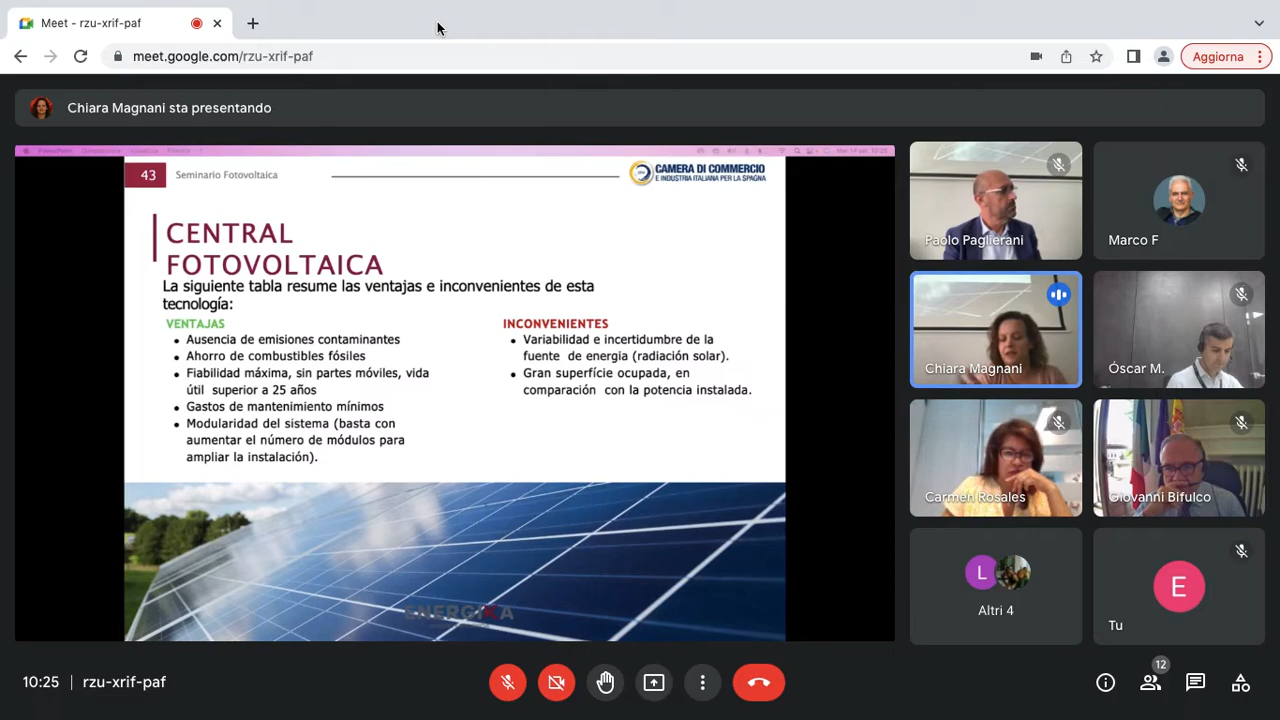 Meet - rzu-xrif-paf
meet.google.com/rzu-xrif-paf
Aggiorna
Chiara Magnani sta presentando
43
Seminario Fotovoltaica
CAMERA DI COMMERCIO
E INDUSTRIA ITALIANA PER LA SPAGNA
CENTRAL
FOTOVOLTAICA
La siguiente tabla resume las ventajas e inconvenientes de esta
tecnología:
VENTAJAS
• Ausencia de emisiones contaminantes
• Ahorro de combustibles fósiles
• Fiabilidad máxima, sin partes móviles, vida
útil superior a 25 años
• Gastos de mantenimiento mínimos
• Modularidad del sistema (basta con
aumentar el número de módulos para
ampliar la instalación).
INCONVENIENTES
• Variabilidad e incertidumbre de la
fuente de energia (radiación solar).
• Gran superfície ocupada, en
comparación con la potencia instalada.
ENERGIKA
Paolo Paglierani
Marco F
Chiara Magnani
Óscar M.
Carmen Rosales
Giovanni Bifulco
L
Altri 4
E
Tu
10:25
rzu-xrif-paf
12